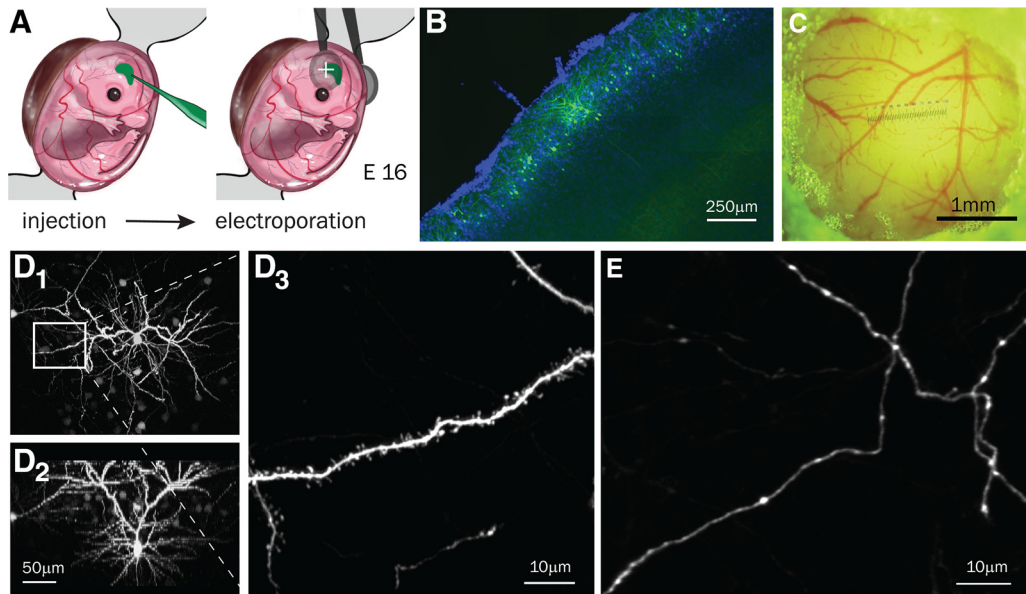 A
injection
electroporation
E 16
B
250µm
C
1mm
D1
D2
50µm
D3
10µm
E
10µm